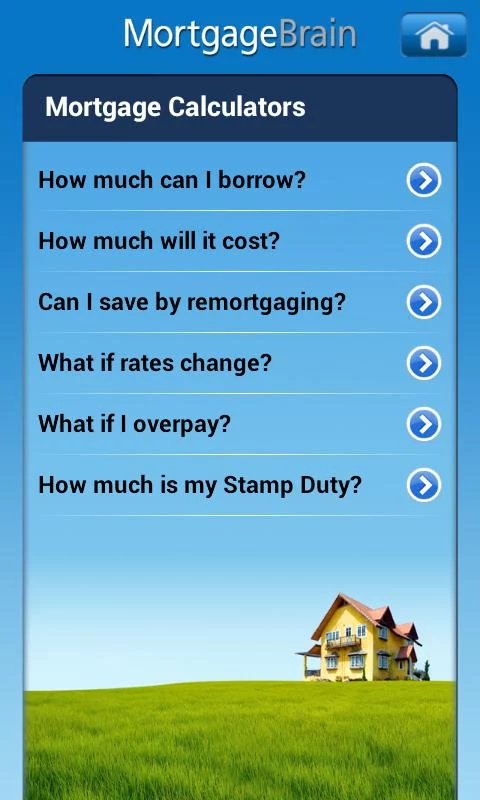 MortgageBrain
Mortgage Calculators
How much can I borrow?
How much will it cost?
Can I save by remortgaging?
What if rates change?
What if I overpay?
How much is my Stamp Duty?